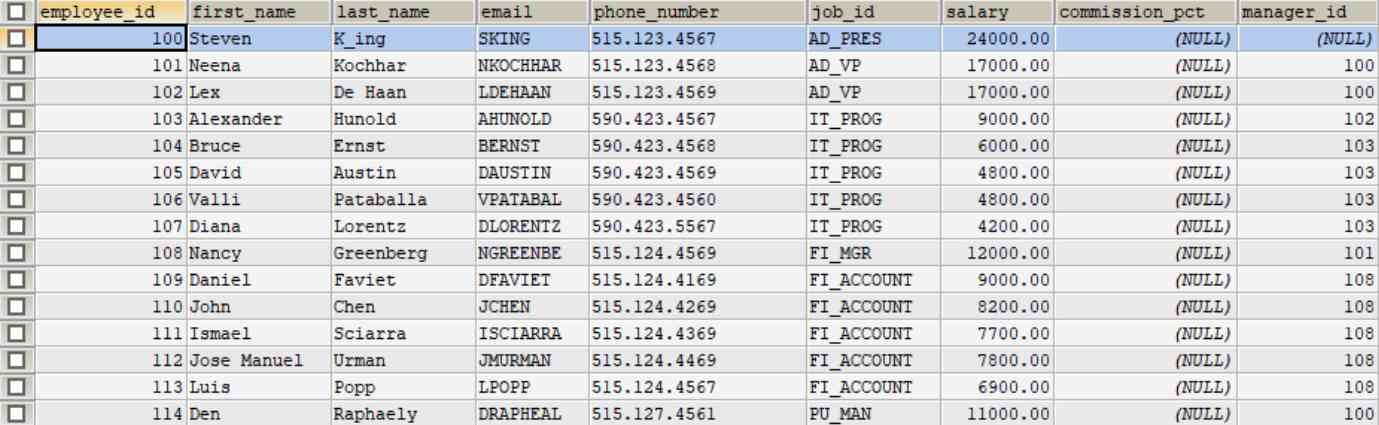 employee_id first_name last_name email phone_number job_id salary commission_pct manager_id
100 Steven K_ing SKING 515.123.4567 AD_PRES 24000.00 (NULL) (NULL)
101 Neena Kochhar NKOCHHAR 515.123.4568 AD_VP 17000.00 (NULL) 100
102 Lex De Haan LDEHAAN 515.123.4569 AD_VP 17000.00 (NULL) 100
103 Alexander Hunold AHUNOLD 590.423.4567 IT_PROG 9000.00 (NULL) 102
104 Bruce Ernst BERNST 590.423.4568 IT_PROG 6000.00 (NULL) 103
105 David Austin DAUSTIN 590.423.4569 IT_PROG 4800.00 (NULL) 103
106 Valli Pataballa VPATABAL 590.423.4560 IT_PROG 4800.00 (NULL) 103
107 Diana Lorentz DLORENTZ 590.423.5567 IT_PROG 4200.00 (NULL) 103
108 Nancy Greenberg NGREENBE 515.124.4569 FI_MGR 12000.00 (NULL) 101
109 Daniel Faviet DFAVIET 515.124.4169 FI_ACCOUNT 9000.00 (NULL) 108
110 John Chen JCHEN 515.124.4269 FI_ACCOUNT 8200.00 (NULL) 108
111 Ismael Sciarra ISCIARRA 515.124.4369 FI_ACCOUNT 7700.00 (NULL) 108
112 Jose Manuel Urman JMURMAN 515.124.4469 FI_ACCOUNT 7800.00 (NULL) 108
113 Luis Popp LPOPP 515.124.4567 FI_ACCOUNT 6900.00 (NULL) 108
114 Den Raphaely DRAPHEAL 515.127.4561 PU_MAN 11000.00 (NULL) 100